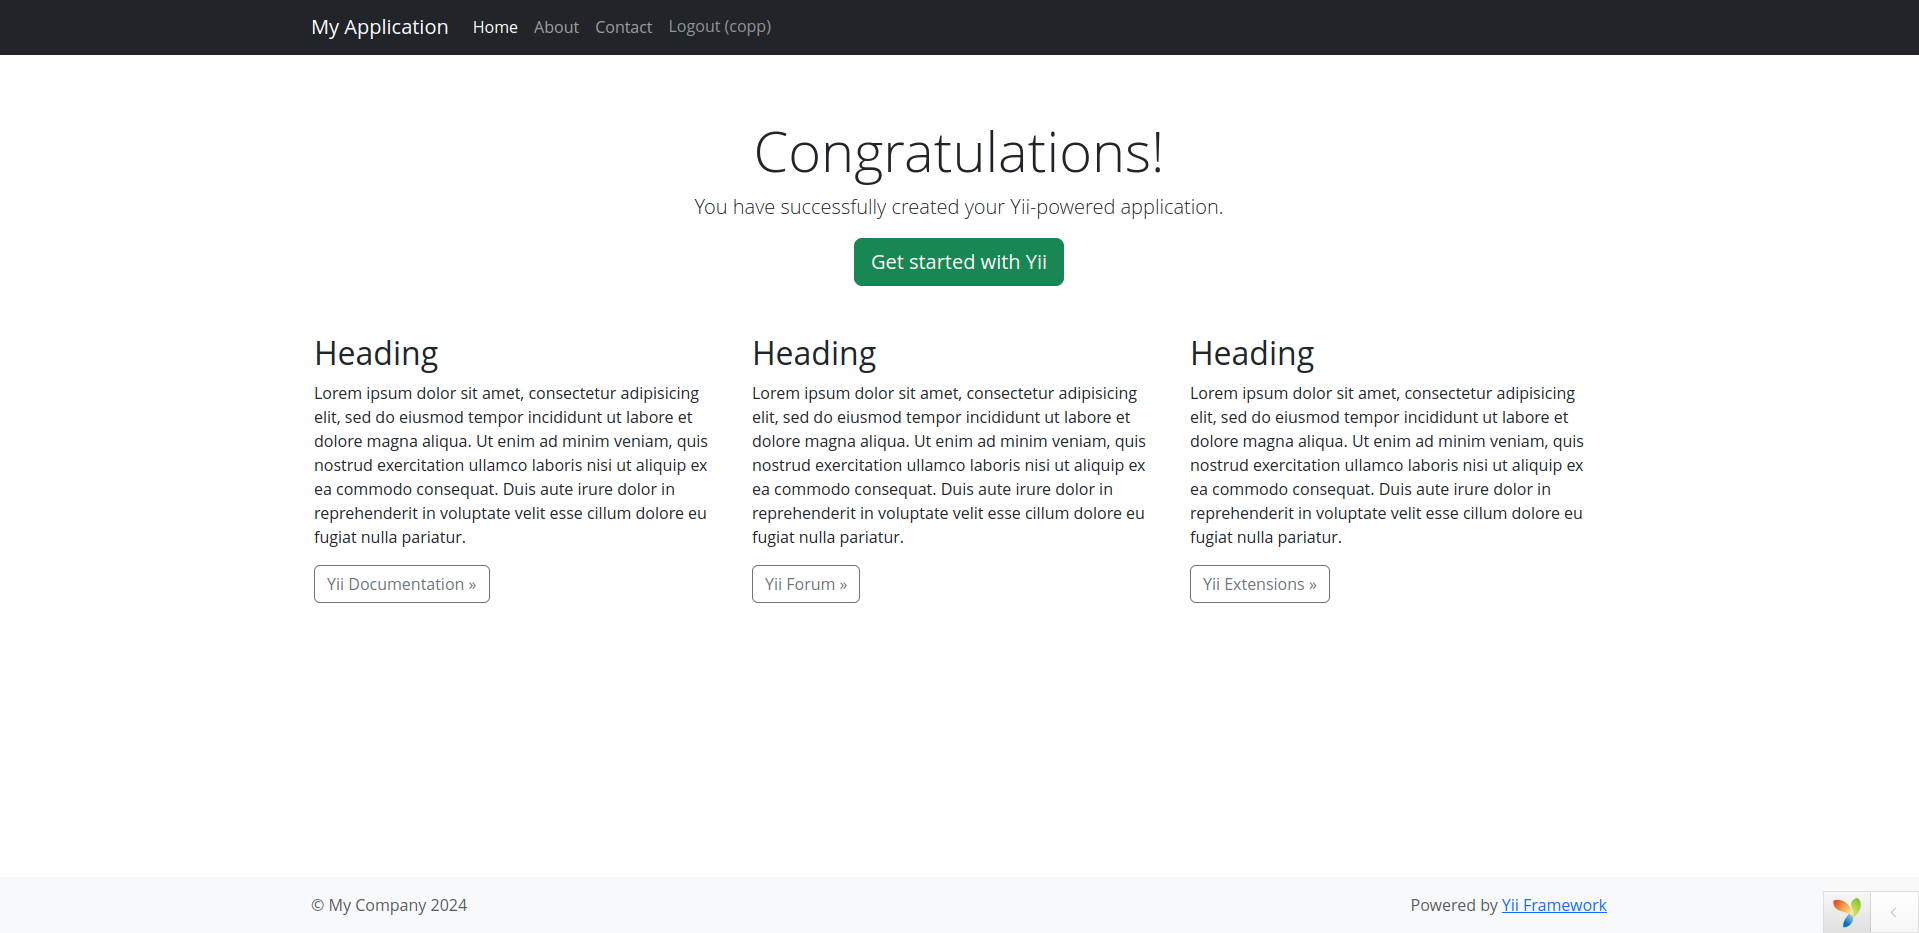 My Application Home About Contact Logout (copp)
Congratulations!
You have successfully created your Yii-powered application.
Get started with Yii
Heading
Lorem ipsum dolor sit amet, consectetur adipisicing
elit, sed do eiusmod tempor incididunt ut labore et
dolore magna aliqua. Ut enim ad minim veniam, quis
nostrud exercitation ullamco laboris nisi ut aliquip ex
ea commodo consequat. Duis aute irure dolor in
reprehenderit in voluptate velit esse cillum dolore eu
fugiat nulla pariatur.
Yii Documentation »
Heading
Lorem ipsum dolor sit amet, consectetur adipisicing
elit, sed do eiusmod tempor incididunt ut labore et
dolore magna aliqua. Ut enim ad minim veniam, quis
nostrud exercitation ullamco laboris nisi ut aliquip ex
ea commodo consequat. Duis aute irure dolor in
reprehenderit in voluptate velit esse cillum dolore eu
fugiat nulla pariatur.
Yii Forum »
Heading
Lorem ipsum dolor sit amet, consectetur adipisicing
elit, sed do eiusmod tempor incididunt ut labore et
dolore magna aliqua. Ut enim ad minim veniam, quis
nostrud exercitation ullamco laboris nisi ut aliquip ex
ea commodo consequat. Duis aute irure dolor in
reprehenderit in voluptate velit esse cillum dolore eu
fugiat nulla pariatur.
Yii Extensions »
© My Company 2024
Powered by Yii Framework